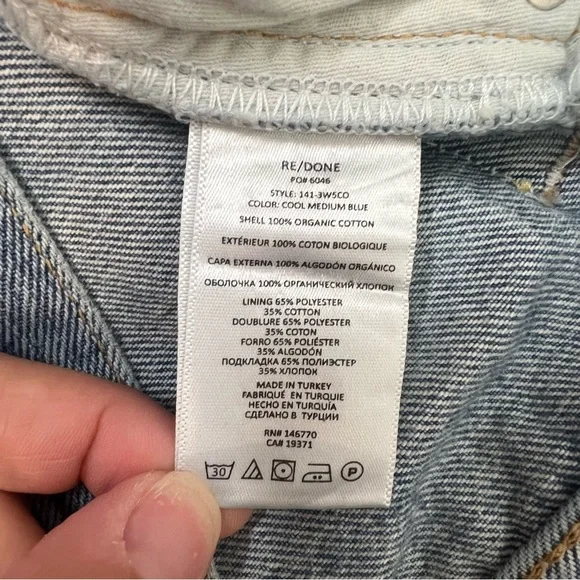 RE/DONE
PO# 6046
STYLE: 141-3W5CO
COLOR: COOL MEDIUM BLUE
SHELL 100% ORGANIC COTTON
EXTÉRIEUR 100% COTON BIOLOGIQUE
CAPA EXTERNA 100% ALGODÓN ORGÁNICO
ОБОЛОЧКА 100% ОРГАНИЧЕСКИЙ ХЛОПОК
LINING 65% POLYESTER
35% COTTON
DOUBLURE 65% POLYESTER
35% COTON
FORRO 65% POLIÉSTER
35% ALGODÓN
ПОДКЛАДКА 65% ПОЛИЭСТЕР
35% ХЛОПОК
MADE IN TURKEY
FABRIQUÉ EN TURQUIE
HECHO EN TURQUÍA
СДЕЛАНО В ТУРЦИИ
RN# 146770
CA# 19371
30 P